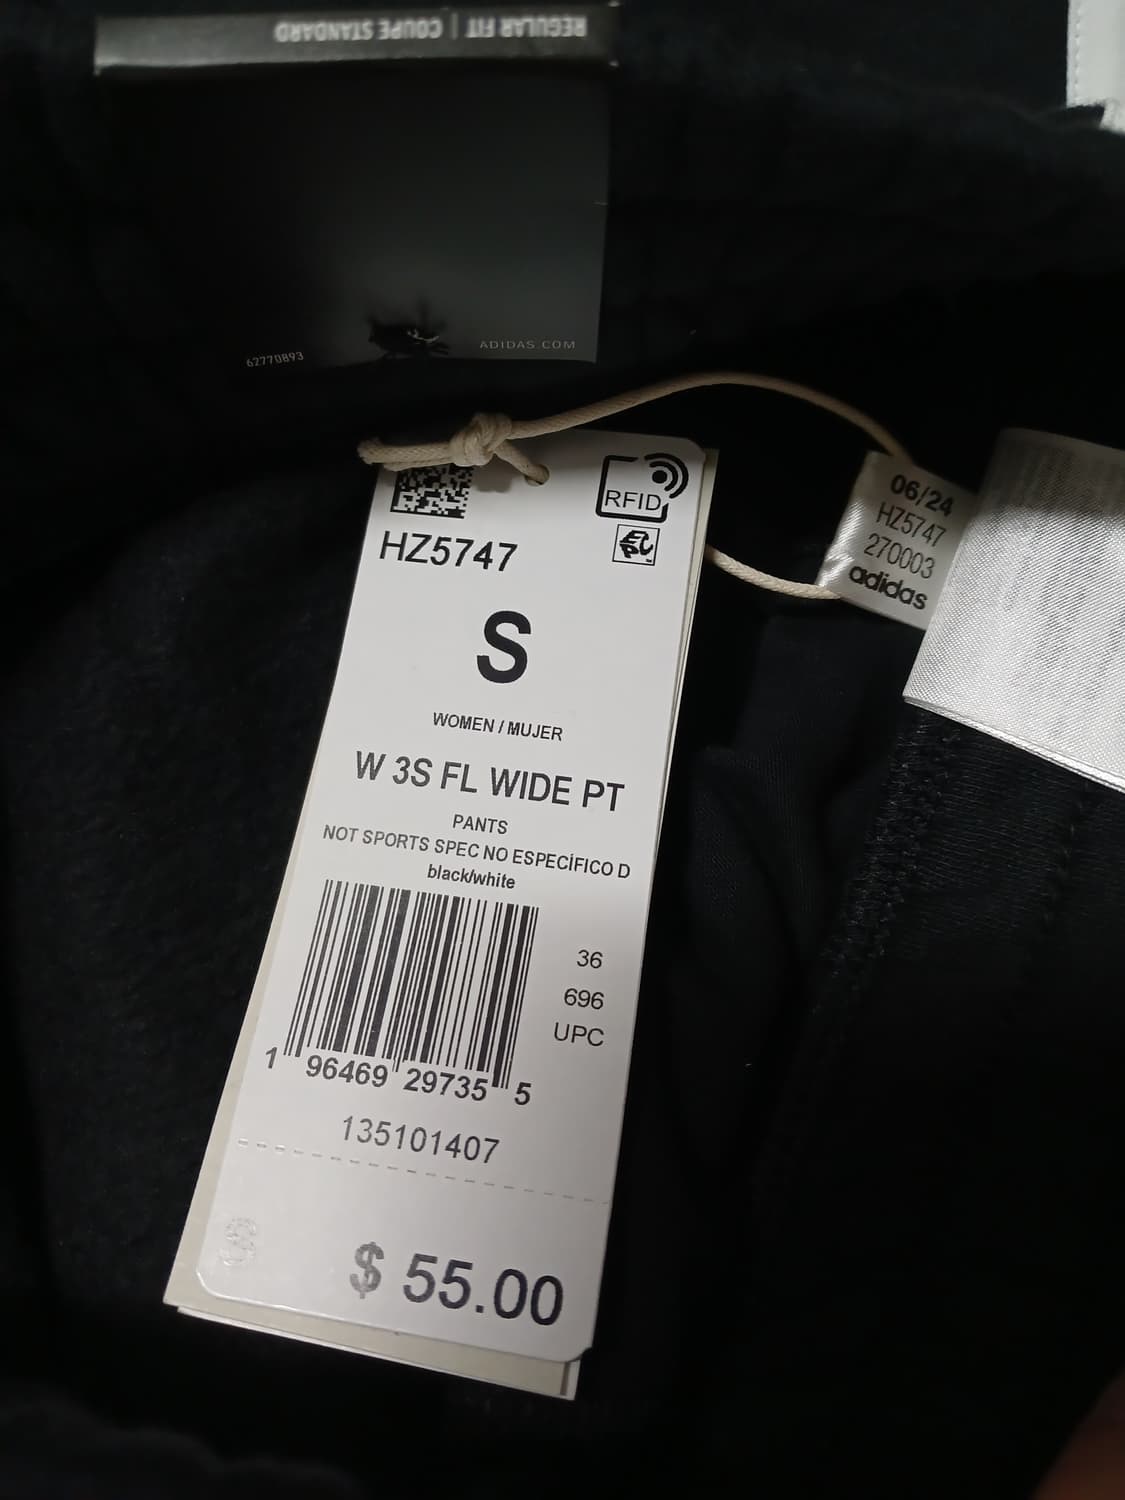 REGULAR FIT | COUPE STANDARD
62770893
ADIDAS.COM
RFID
HZ5747
S
WOMEN / MUJER
W 3S FL WIDE PT
PANTS
NOT SPORTS SPEC NO ESPECÍFICO D
black/white
36
696
UPC
1 96469 29735 5
135101407
$ 55.00
06/24
HZ5747
270003
adidas